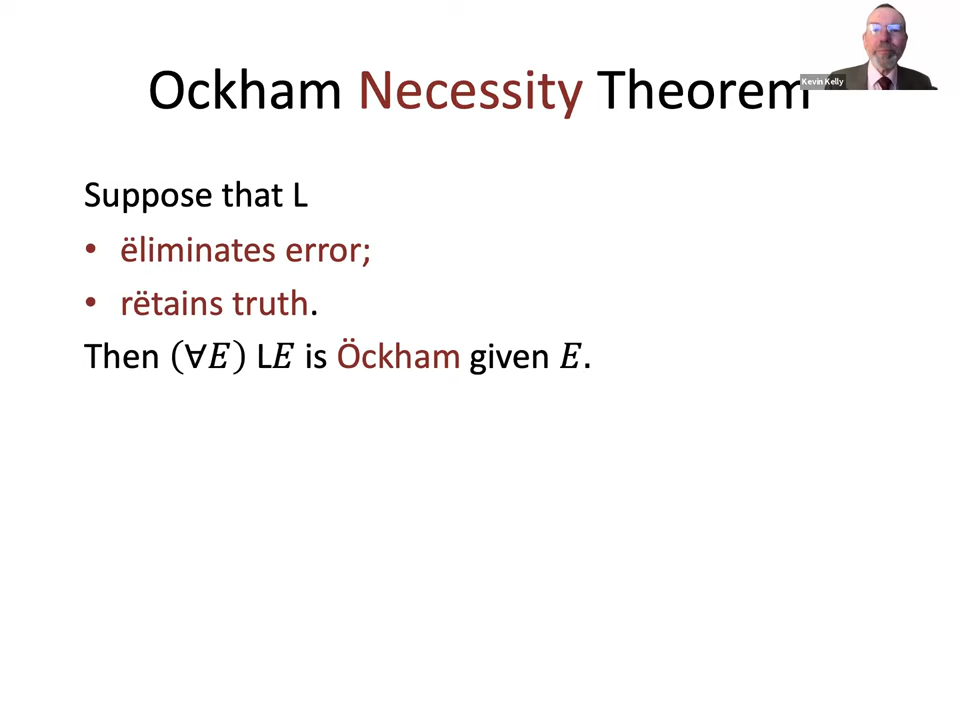 Ockham Necessity Theorem
Kevin Kelly
Suppose that L
• ëliminates error;
• rëtains truth.
Then (∀E) LE is Öckham given E.